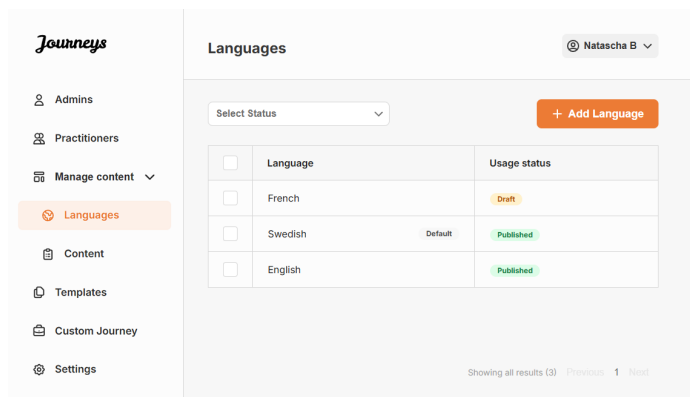 Journeys
Languages
Natascha B
Admins
Practitioners
Manage content
Languages
Content
Templates
Custom Journey
Settings
Select Status
+ Add Language
Language Usage status
French Draft
Swedish Default Published
English Published
Showing all results (3) Previous 1 Next